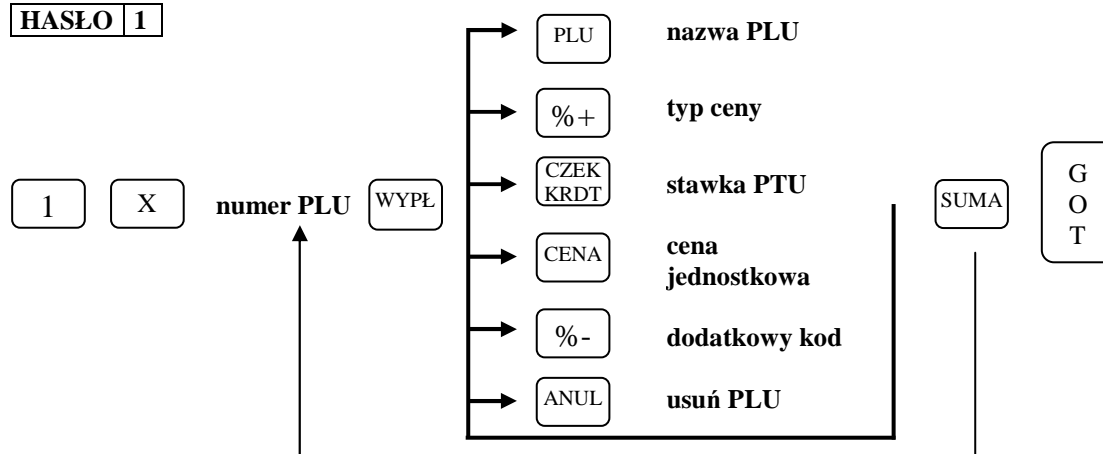 HASŁO 1
PLU nazwa PLU
%+ typ ceny
CZEK
KRDT
stawka PTU
1 X numer PLU WYPŁ
SUMA
G
O
T
CENA cena
jednostkowa
%- dodatkowy kod
ANUL usuń PLU